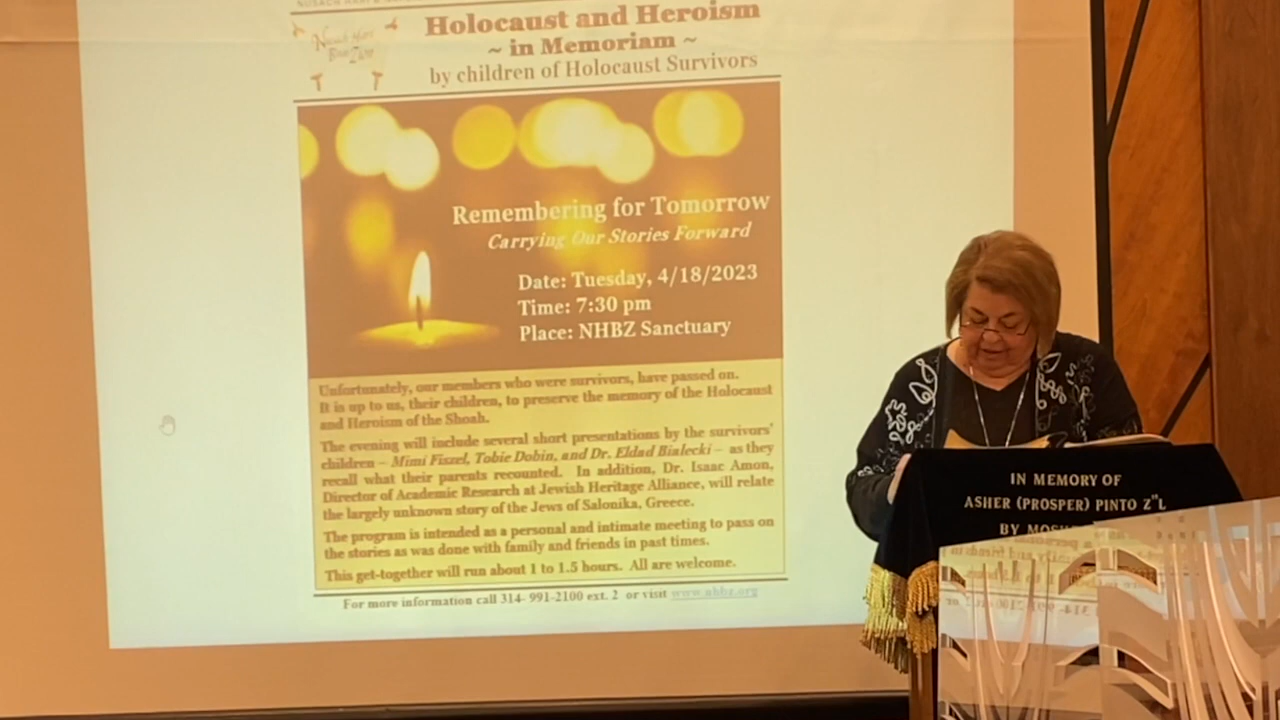 Holocaust and Heroism
~ in Memoriam ~
by children of Holocaust Survivors
Remembering for Tomorrow
Carrying Our Stories Forward
Date: Tuesday, 4/18/2023
Time: 7:30 pm
Place: NHBZ Sanctuary
Unfortunately, our members who were survivors, have passed on.
It is up to us, their children, to preserve the memory of the Holocaust
and Heroism of the Shoah.
The evening will include several short presentations by the survivors'
children – Mimi Fiszel, Tobie Dobin, and Dr. Eldad Bialecki – as they
recall what their parents recounted. In addition, Dr. Isaac Amon,
Director of Academic Research at Jewish Heritage Alliance, will relate
the largely unknown story of the Jews of Salonika, Greece.
The program is intended as a personal and intimate meeting to pass on
the stories as was done with family and friends in past times.
This get-together will run about 1 to 1.5 hours. All are welcome.
For more information call 314- 991-2100 ext. 2 or visit www.nhbz.org
IN MEMORY OF
ASHER (PROSPER) PINTO Z"L
BY